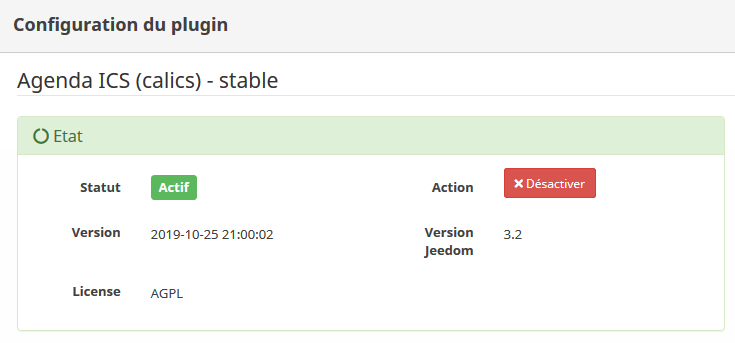 Configuration du plugin
Agenda ICS (calics) - stable
Etat
Statut Actif Action Désactiver
Version 2019-10-25 21:00:02 Version Jeedom 3.2
License AGPL